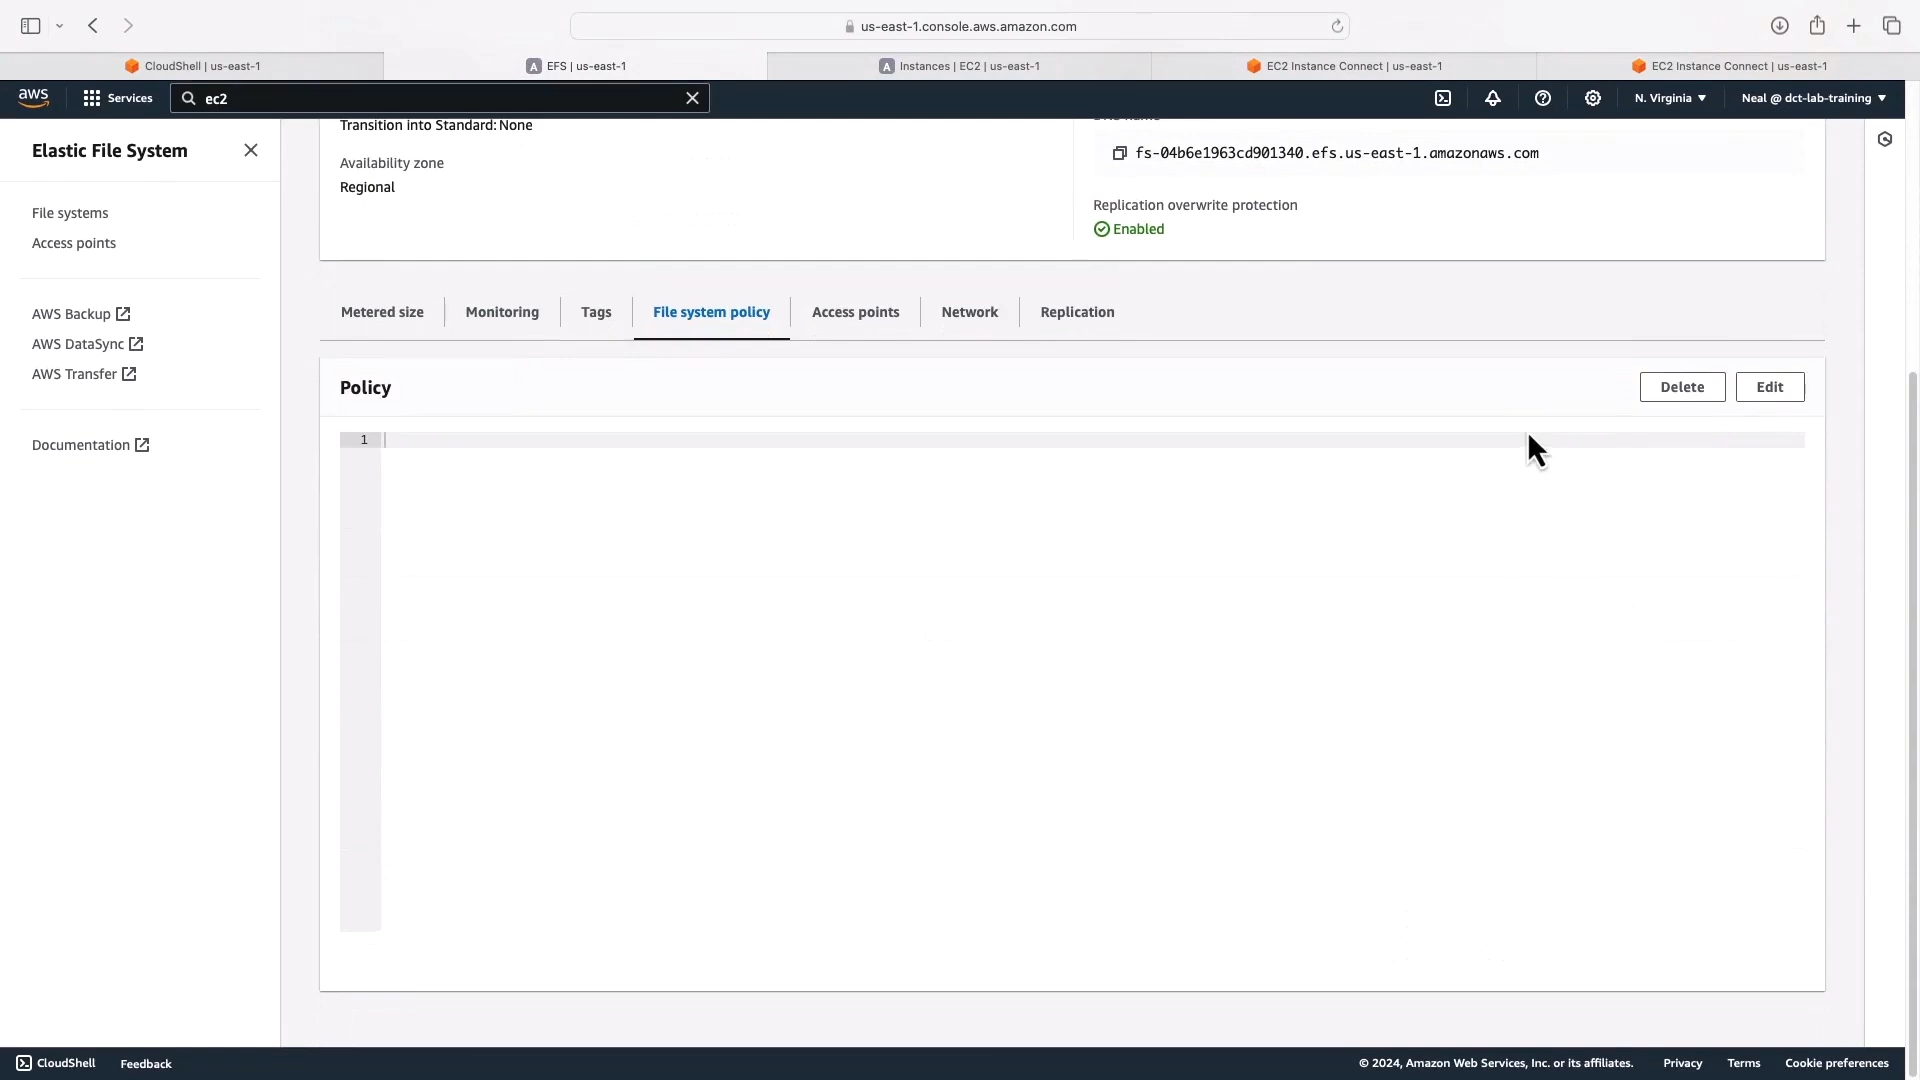 us-east-1.console.aws.amazon.com
CloudShell | us-east-1
EFS | us-east-1
Instances | EC2 | us-east-1
EC2 Instance Connect | us-east-1
EC2 Instance Connect | us-east-1
aws
Services
ec2
N. Virginia
Neal @ dct-lab-training
Elastic File System
File systems
Access points
AWS Backup
AWS DataSync
AWS Transfer
Documentation
Transition into Standard: None
Availability zone
Regional
fs-04b6e1963cd901340.efs.us-east-1.amazonaws.com
Replication overwrite protection
Enabled
Metered size
Monitoring
Tags
File system policy
Access points
Network
Replication
Policy
Delete
Edit
1
CloudShell
Feedback
© 2024, Amazon Web Services, Inc. or its affiliates.
Privacy
Terms
Cookie preferences